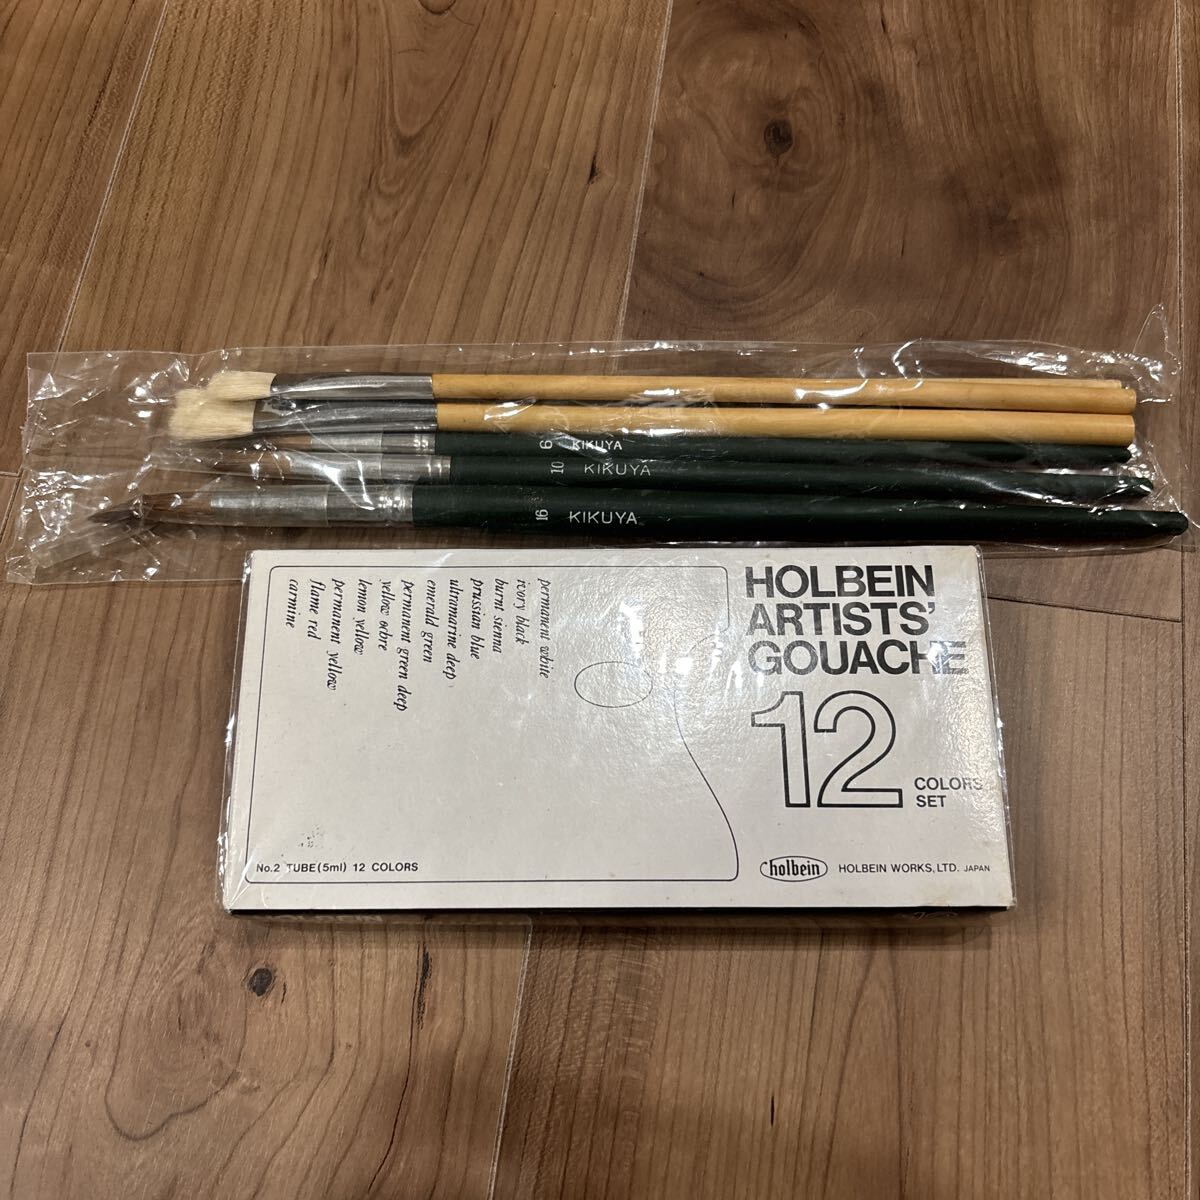 6 KIKUYA
10 KIKUYA
16 KIKUYA
HOLBEIN
ARTISTS'
GOUACHE
12
COLORS
SET
permanent white
ivory black
burnt sienna
prussian blue
ultramarine deep
emerald green
permanent green deep
yellow ochre
lemon yellow
permanent yellow
flame red
carmine
No.2 TUBE(5ml) 12 COLORS
holbein HOLBEIN WORKS, LTD. JAPAN